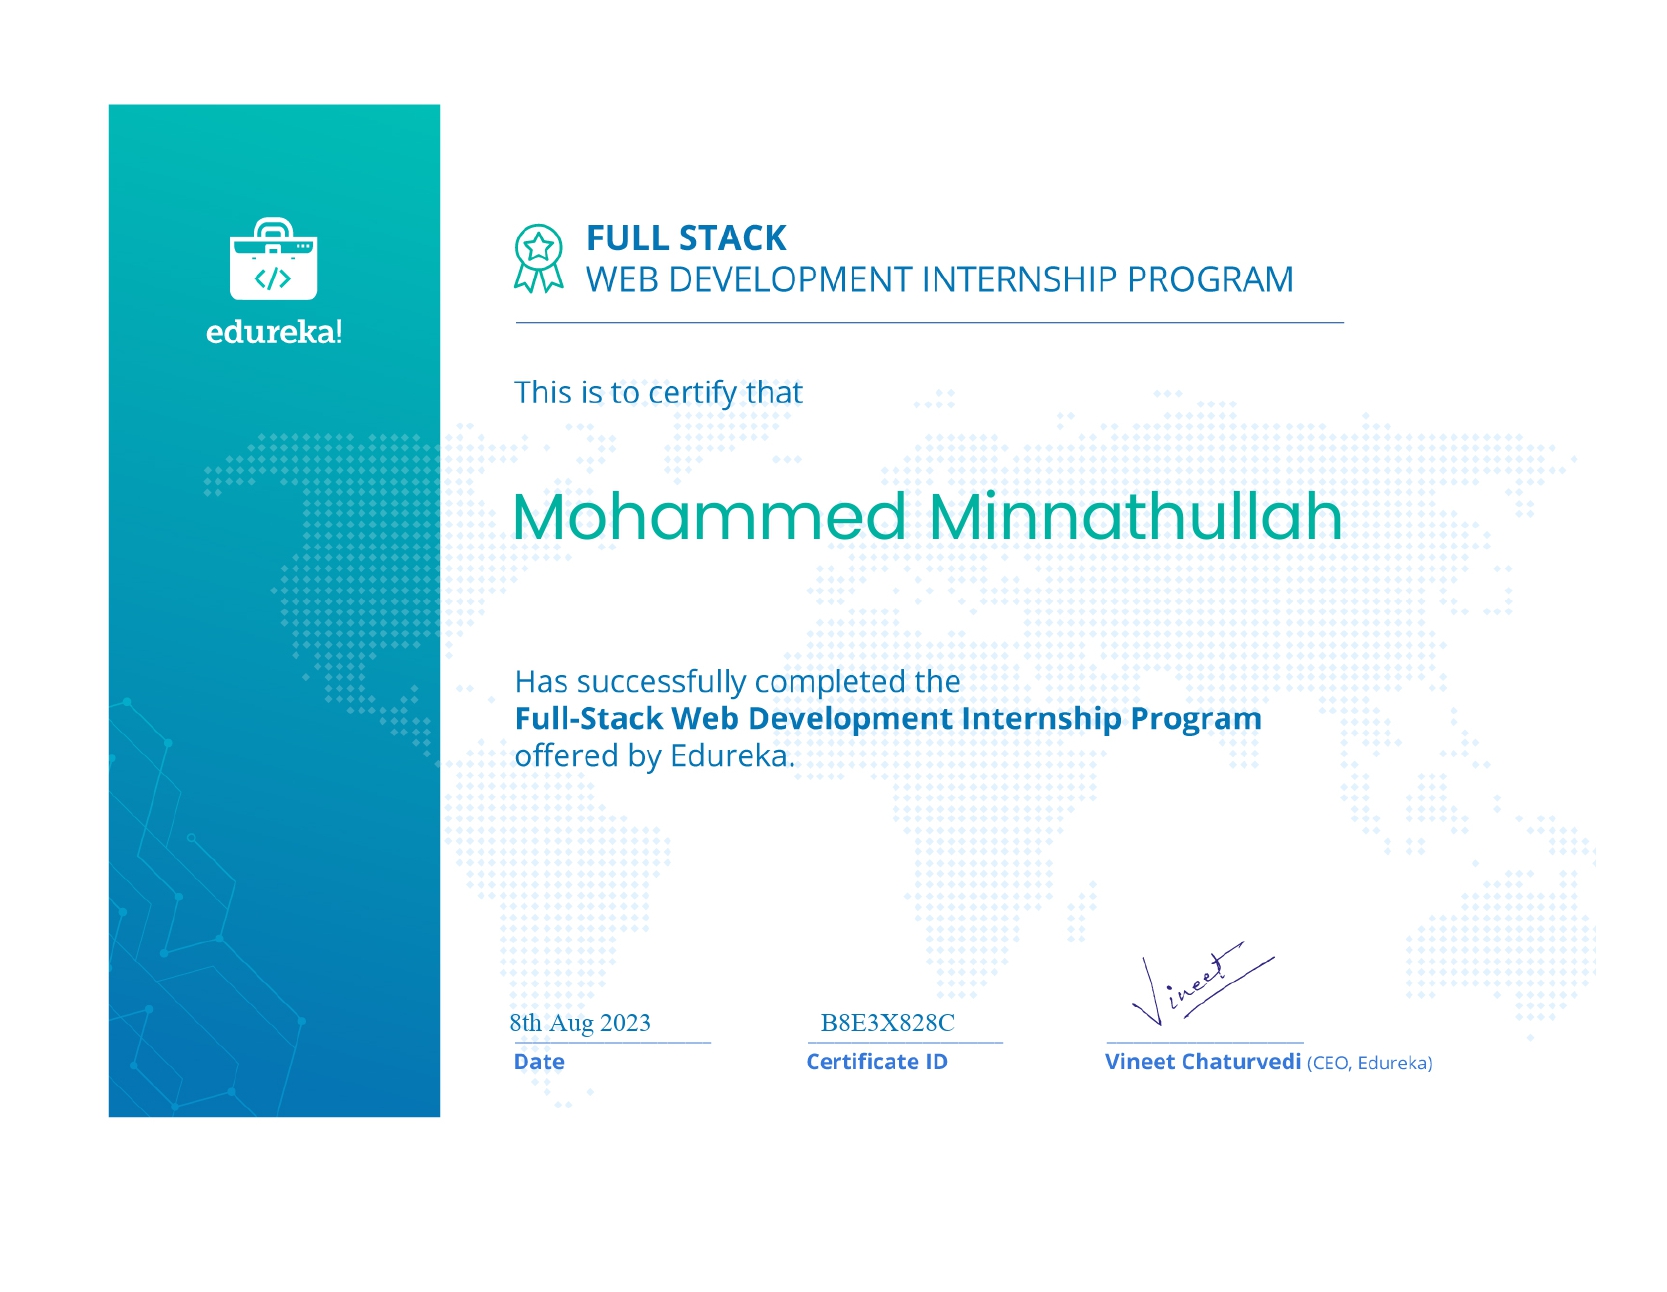 edureka!
FULL STACK
WEB DEVELOPMENT INTERNSHIP PROGRAM
This is to certify that
Mohammed Minnathullah
Has successfully completed the
Full-Stack Web Development Internship Program
offered by Edureka.
Vineet
8th Aug 2023
B8E3X828C
Date
Certificate ID
Vineet Chaturvedi (CEO, Edureka)